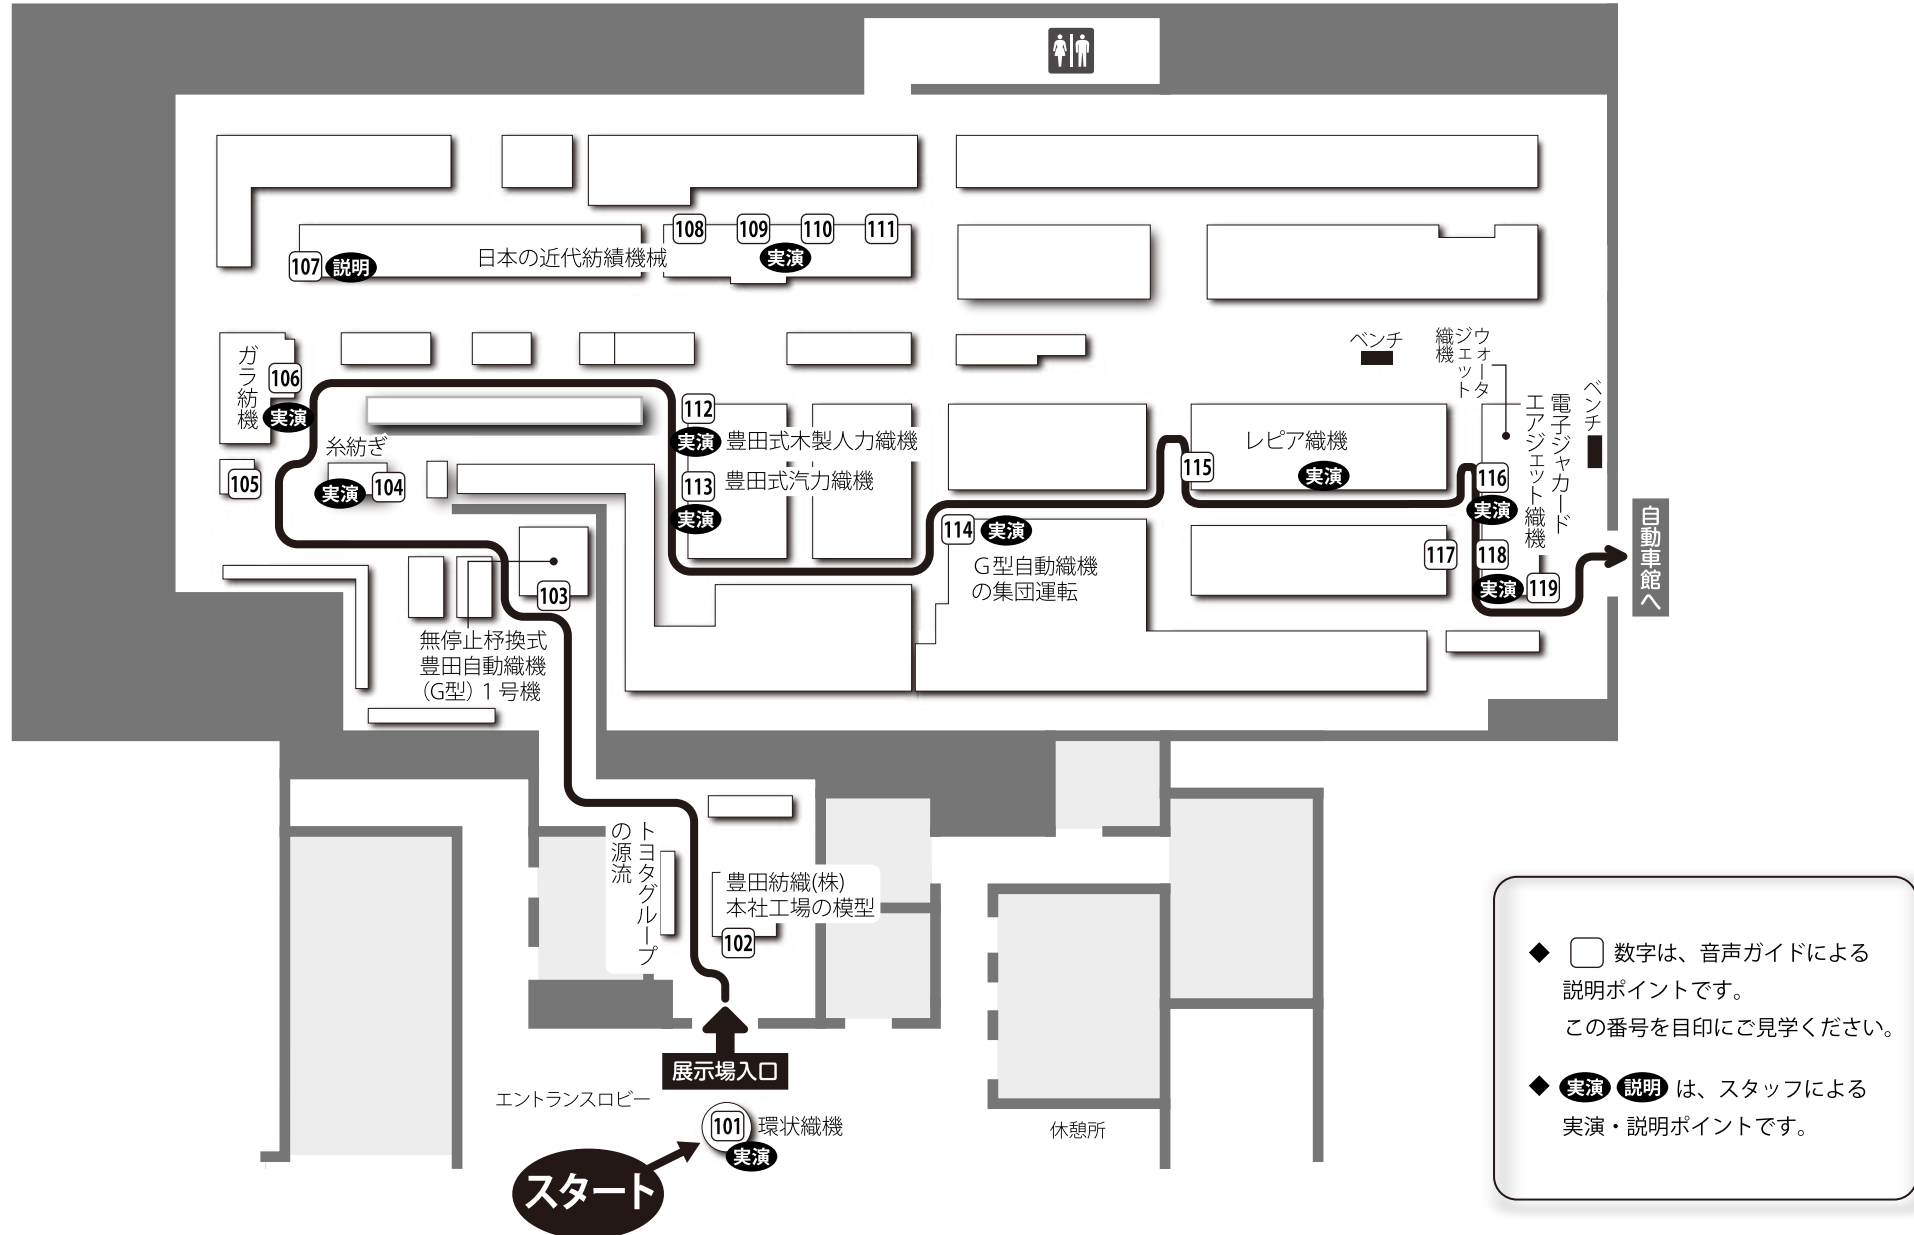 108
109
110
111
107
説明
日本の近代紡績機械
実演
ベンチ
ウォータ
ジェット
織機
ガラ紡機
106
実演
糸紡ぎ
実演
104
105
112
実演
豊田式木製人力織機
113
豊田式汽力織機
実演
レピア織機
115
実演
116
実演
電子ジャカード
エアジェット織機
ベンチ
114
実演
G型自動織機
の集団運転
117
118
実演
119
自動車館へ
103
無停止杼換式
豊田自動織機
(G型)1号機
トヨタグループ
の源流
豊田紡織(株)
本社工場の模型
102
展示場入口
エントランスロビー
101
環状織機
実演
スタート
休憩所
◆ 数字は、音声ガイドによる
説明ポイントです。
この番号を目印にご見学ください。
◆ 実演 説明 は、スタッフによる
実演・説明ポイントです。